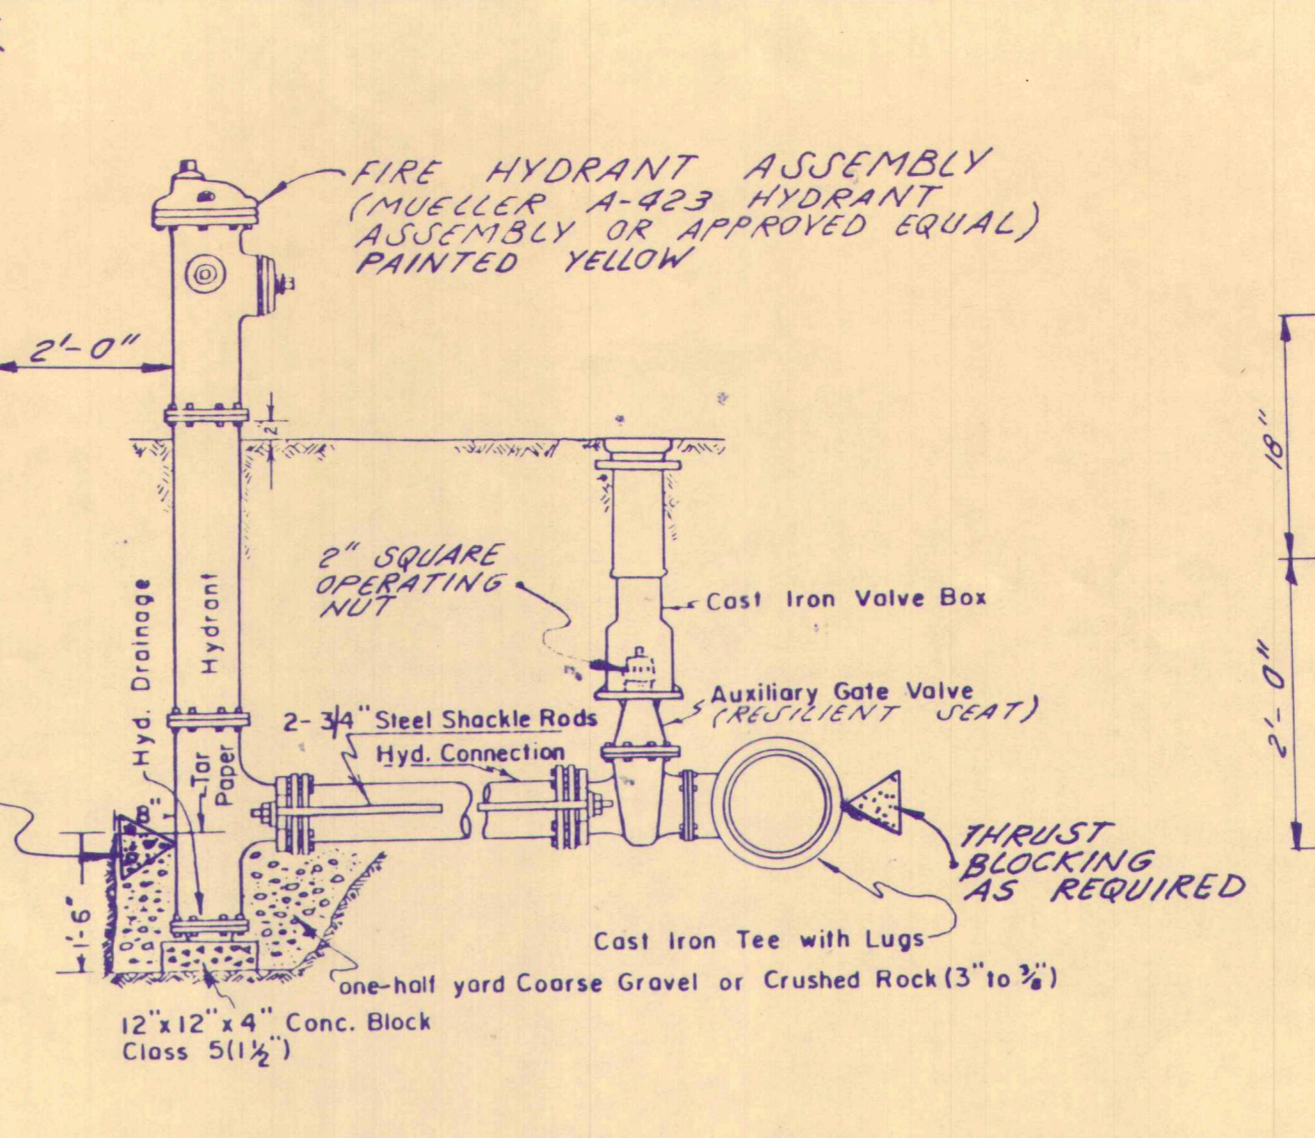 FIRE HYDRANT ASSEMBLY
(MUELLER A-423 HYDRANT
ASSEMBLY OR APPROVED EQUAL)
PAINTED YELLOW
2'-0"
2"
18"
2" SQUARE
OPERATING
NUT
Hyd. Drainage
Hydrant
Cast Iron Valve Box
2'-0"
Auxiliary Gate Valve
(RESILIENT SEAT)
2-3/4" Steel Shackle Rods
Hyd. Connection
Tar
Paper
8"
THRUST
BLOCKING
AS REQUIRED
1'-6"
Cast Iron Tee with Lugs
one-half yard Coarse Gravel or Crushed Rock (3" to 3/8")
12"x12"x4" Conc. Block
Class 5(1½")